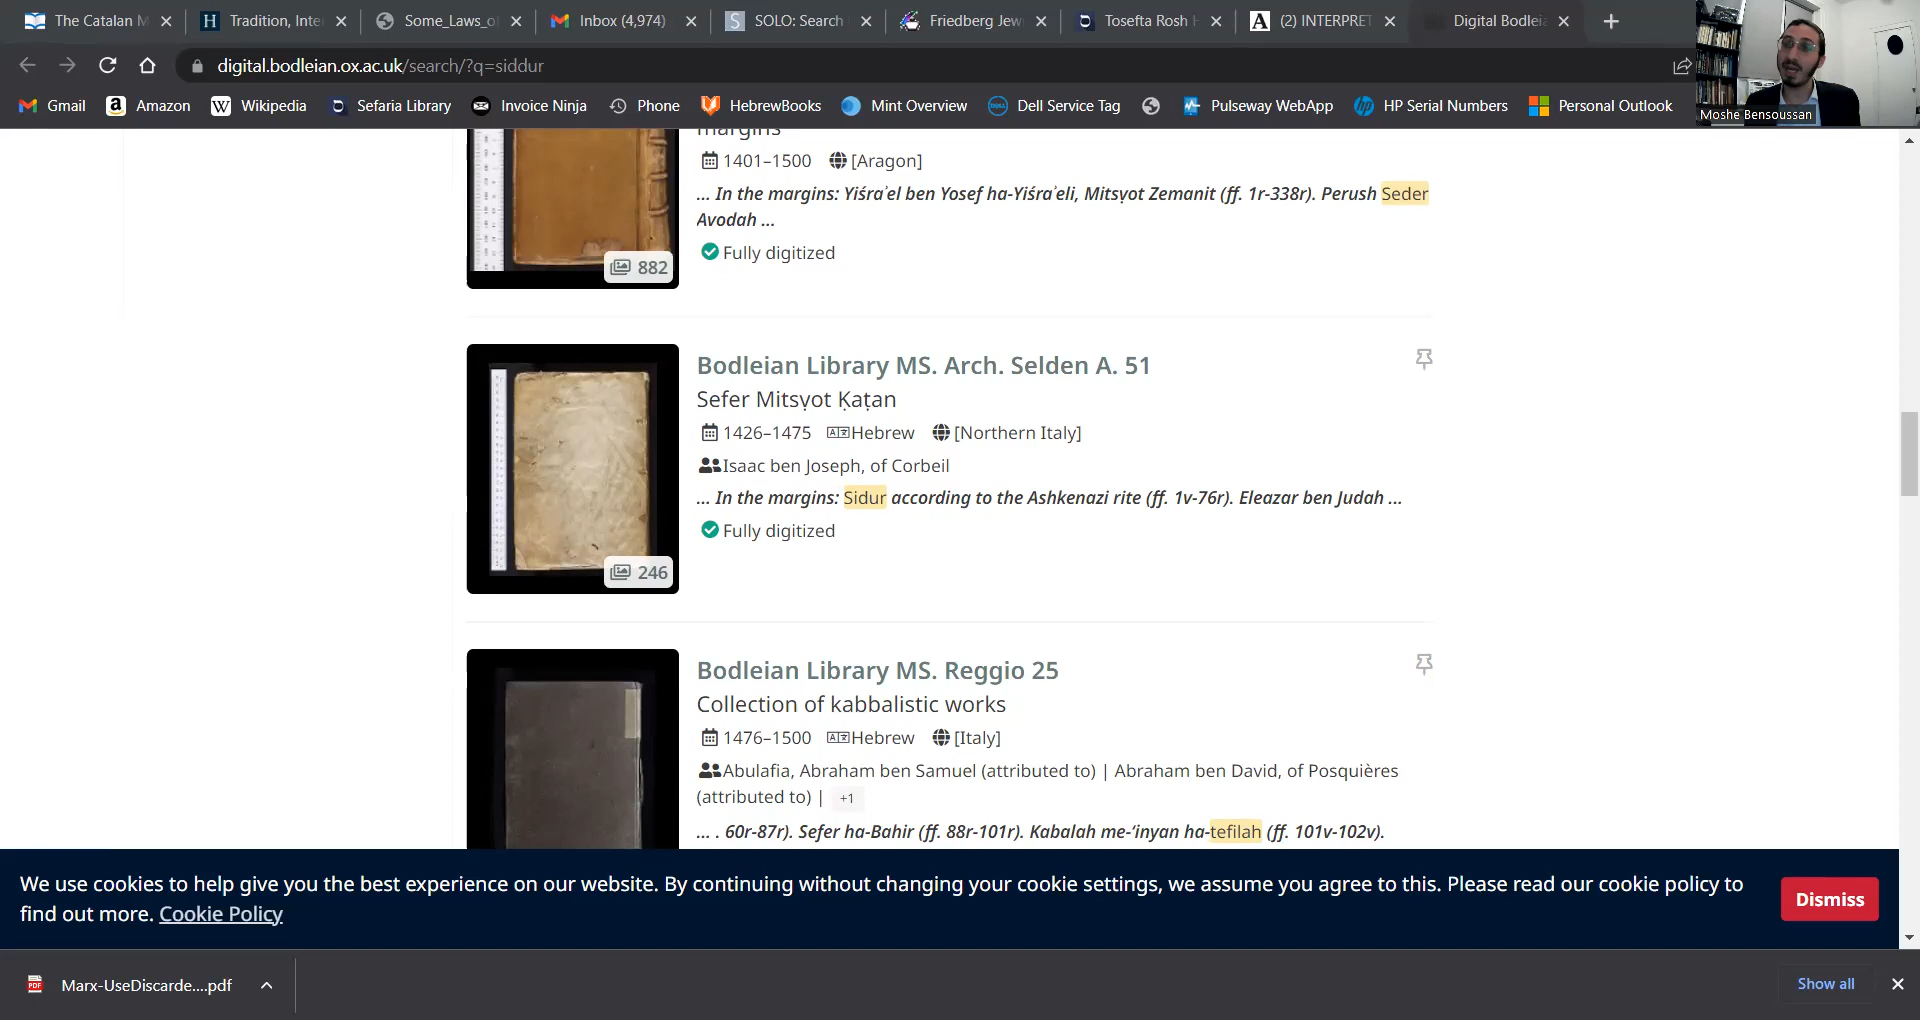 The Catalan M
Tradition, Inte
Some_Laws_o
Inbox (4,974)
SOLO: Search
Friedberg Jew
Tosefta Rosh H
(2) INTERPRET
Digital Bodleia
digital.bodleian.ox.ac.uk/search/?q=siddur
Gmail
Amazon
Wikipedia
Sefaria Library
Invoice Ninja
Phone
HebrewBooks
Mint Overview
Dell Service Tag
Pulseway WebApp
HP Serial Numbers
Personal Outlook
Moshe Bensoussan
margins
1401–1500 [Aragon]
... In the margins: Yiśraʾel ben Yosef ha-Yiśraʾeli, Mitsṿot Zemanit (ff. 1r-338r). Perush Seder
Avodah ...
Fully digitized
882
Bodleian Library MS. Arch. Selden A. 51
Sefer Mitsṿot Ḳaṭan
1426–1475 Hebrew [Northern Italy]
Isaac ben Joseph, of Corbeil
... In the margins: Sidur according to the Ashkenazi rite (ff. 1v-76r). Eleazar ben Judah ...
Fully digitized
246
Bodleian Library MS. Reggio 25
Collection of kabbalistic works
1476–1500 Hebrew [Italy]
Abulafia, Abraham ben Samuel (attributed to) | Abraham ben David, of Posquières
(attributed to) | +1
... . 60r-87r). Sefer ha-Bahir (ff. 88r-101r). Kabalah me-ʻinyan ha-tefilah (ff. 101v-102v).
We use cookies to help give you the best experience on our website. By continuing without changing your cookie settings, we assume you agree to this. Please read our cookie policy to
find out more. Cookie Policy
Dismiss
Marx-UseDiscarde....pdf
Show all